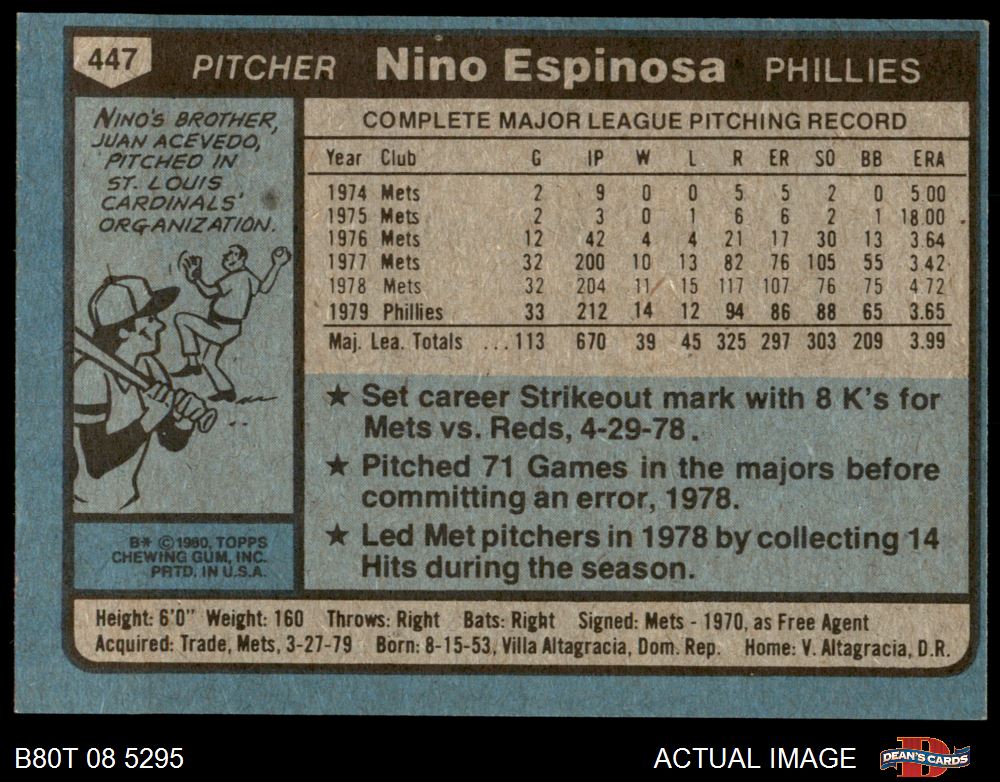 447 PITCHER Nino Espinosa PHILLIES
NINO'S BROTHER,
JUAN ACEVEDO,
PITCHED IN
ST. LOUIS
CARDINALS'
ORGANIZATION.
B* ©1980, TOPPS
CHEWING GUM, INC.
PRTD. IN U.S.A.
COMPLETE MAJOR LEAGUE PITCHING RECORD
Year Club G IP W L R ER SO BB ERA
1974 Mets 2 9 0 0 5 5 2 0 5.00
1975 Mets 2 3 0 1 6 6 2 1 18.00
1976 Mets 12 42 4 4 21 17 30 13 3.64
1977 Mets 32 200 10 13 82 76 105 55 3.42
1978 Mets 32 204 11 15 117 107 76 75 4.72
1979 Phillies 33 212 14 12 94 86 88 65 3.65
Maj. Lea. Totals ...113 670 39 45 325 297 303 209 3.99
★ Set career Strikeout mark with 8 K's for
Mets vs. Reds, 4-29-78.
★ Pitched 71 Games in the majors before
committing an error, 1978.
★ Led Met pitchers in 1978 by collecting 14
Hits during the season.
Height: 6'0" Weight: 160 Throws: Right Bats: Right Signed: Mets - 1970, as Free Agent
Acquired: Trade, Mets, 3-27-79 Born: 8-15-53, Villa Altagracia, Dom. Rep. Home: V. Altagracia, D.R.
B80T 08 5295 ACTUAL IMAGE DEAN'S CARDS